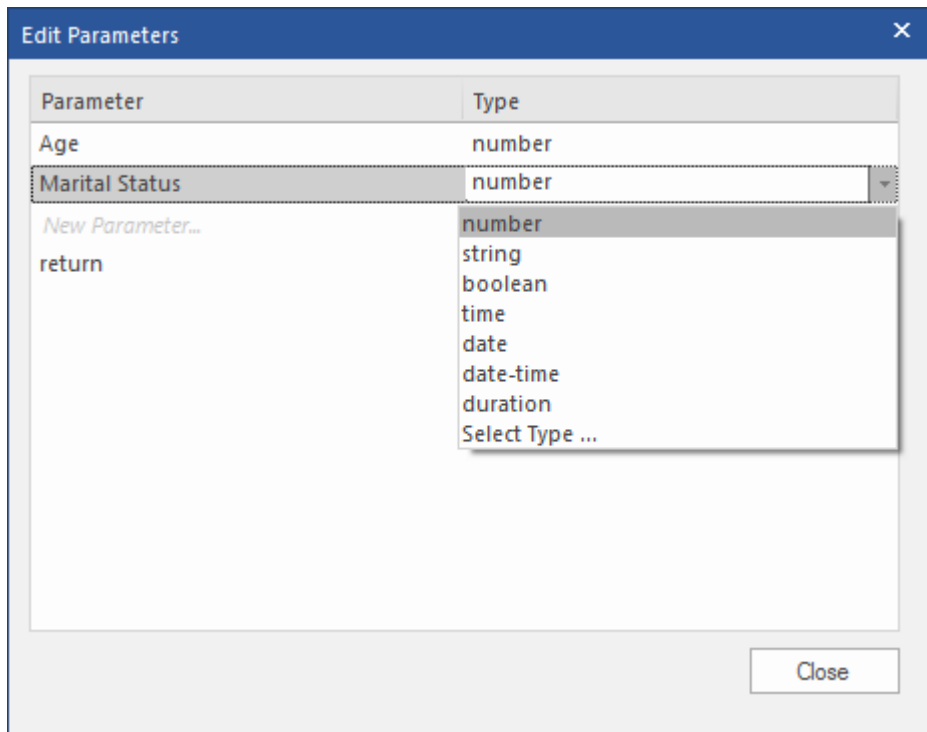 Edit Parameters
Parameter Type
Age number
Marital Status number
New Parameter...
return
number
string
boolean
time
date
date-time
duration
Select Type ...
Close